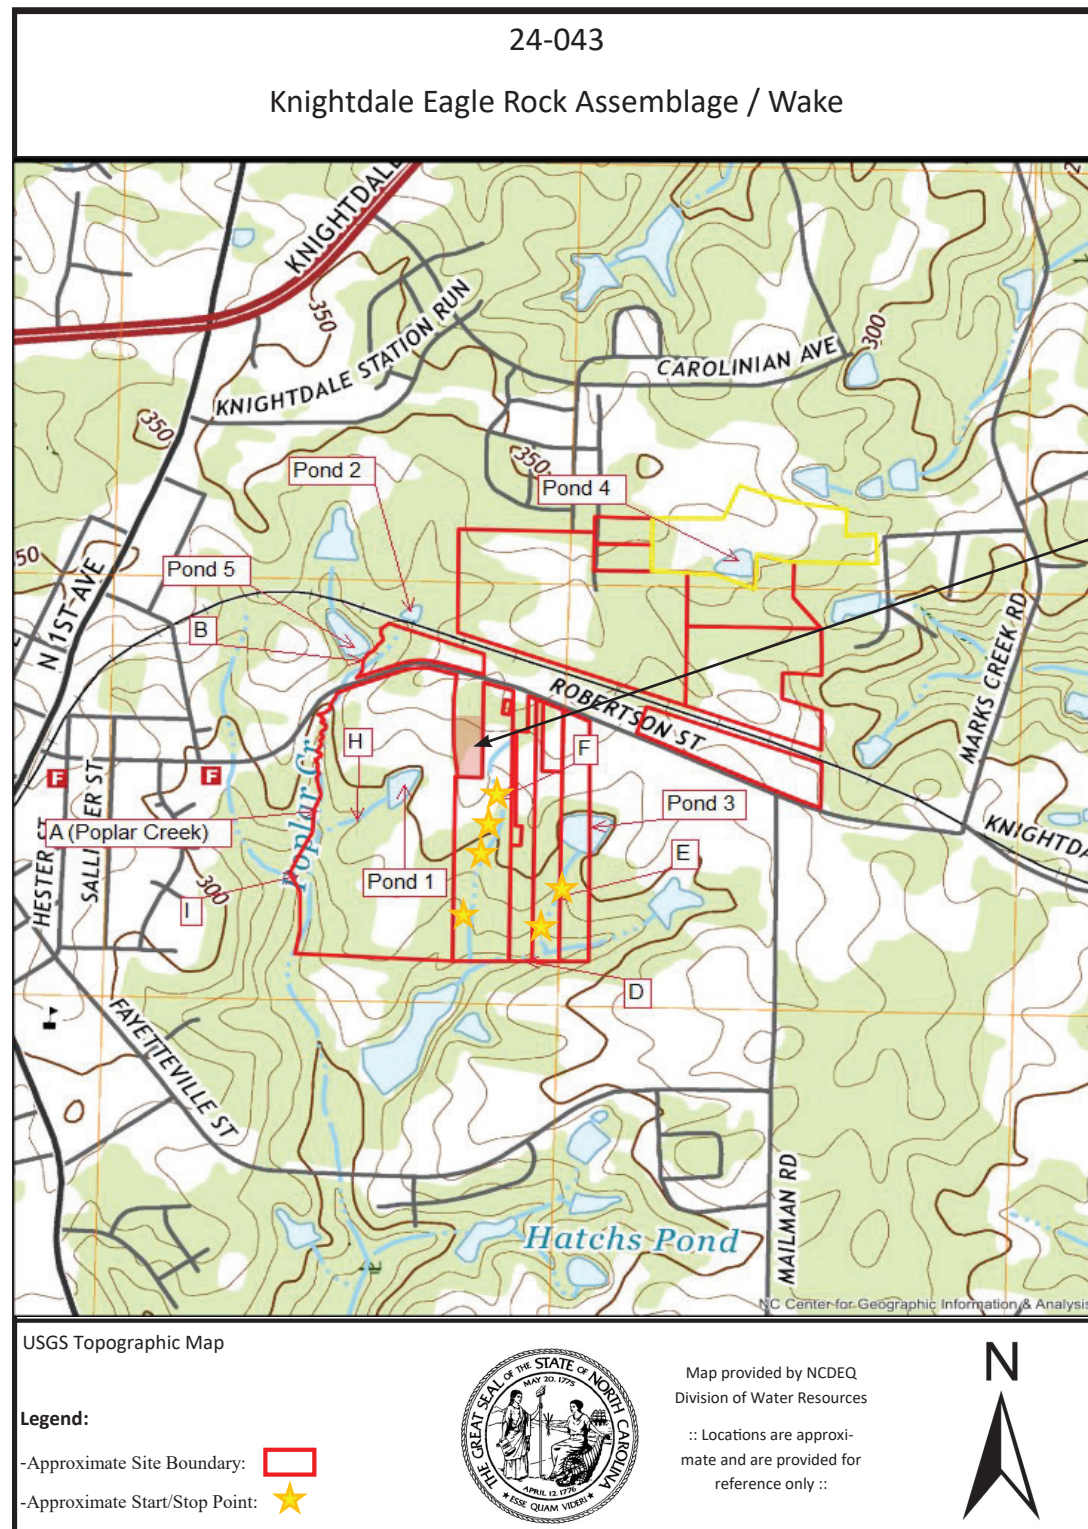 24-043
Knightdale Eagle Rock Assemblage / Wake
KNIGHTDALE
350
KNIGHTDALE STATION RUN
CAROLINIAN AVE
300
350
350
Pond 2
Pond 4
50
Pond 5
N 1ST AVE
B
MARKS CREEK RD
ROBERTSON ST
H
F
F
F
Poplar Cr
A (Poplar Creek)
Pond 3
KNIGHTDA
HESTER ST
SALLIER ST
E
Pond 1
300
I
D
FAYETTEVILLE ST
MAILMAN RD
Hatchs Pond
NC Center for Geographic Information & Analysis
USGS Topographic Map
Legend:
-Approximate Site Boundary:
-Approximate Start/Stop Point:
THE GREAT SEAL OF THE STATE OF NORTH CAROLINA
MAY 20, 1775
APRIL 12, 1776
ESSE QUAM VIDERI
Map provided by NCDEQ
Division of Water Resources
:: Locations are approxi-
mate and are provided for
reference only ::
N